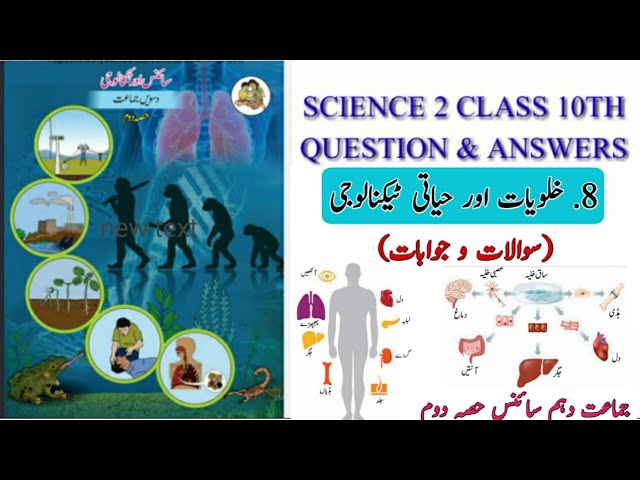 سائنس اور ٹکنالوجی
دسویں جماعت
حصہ دوم
new text
SCIENCE 2 CLASS 10TH
QUESTION & ANSWERS
8. خلویات اور حیاتی ٹیکنالوجی
(سوالات و جوابات)
آنکھیں
دل
پھیپھڑے
لبلبہ
جگر
گردے
ہڈیاں
جلد
ساق خلیہ
عصبی خلیہ
دماغ
ہڈی
دل
آنتیں
جگر
جماعت دہم سائنس حصہ دوم